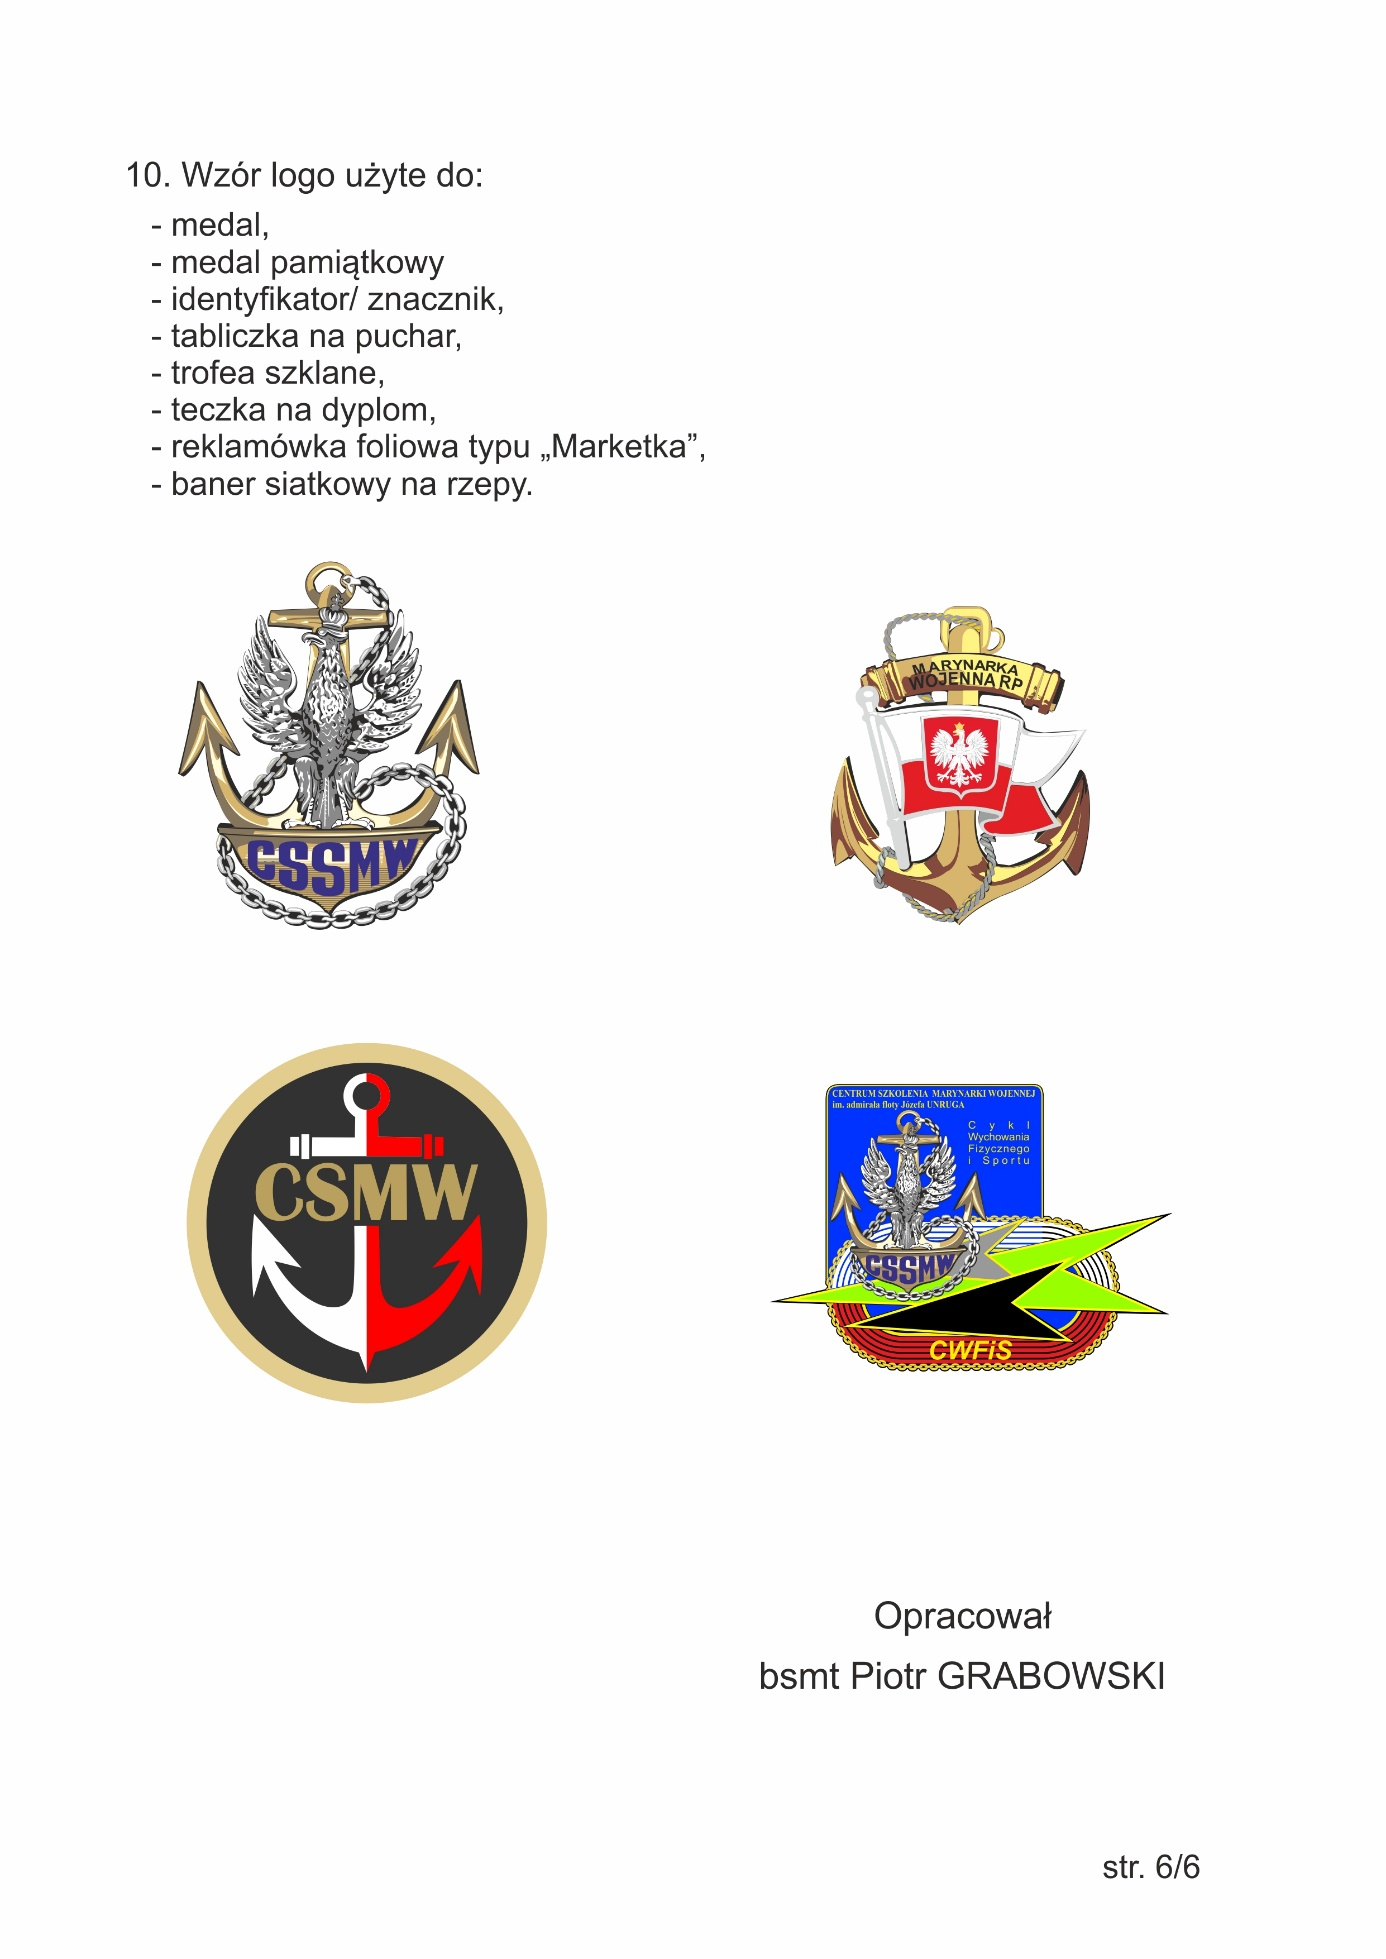 10. Wzór logo użyte do:
- medal,
- medal pamiątkowy
- identyfikator/ znacznik,
- tabliczka na puchar,
- trofea szklane,
- teczka na dyplom,
- reklamówka foliowa typu „Marketka”,
- baner siatkowy na rzepy.
CSSMW
MARYNARKA
WOJENNA RP
CSMW
CENTRUM SZKOLENIA MARYNARKI WOJENNEJ
im. admirała floty Józefa UNRUGA
Cykl
Wychowania
Fizycznego
i Sportu
CSSMW
CWFiS
Opracował
bsmt Piotr GRABOWSKI
str. 6/6